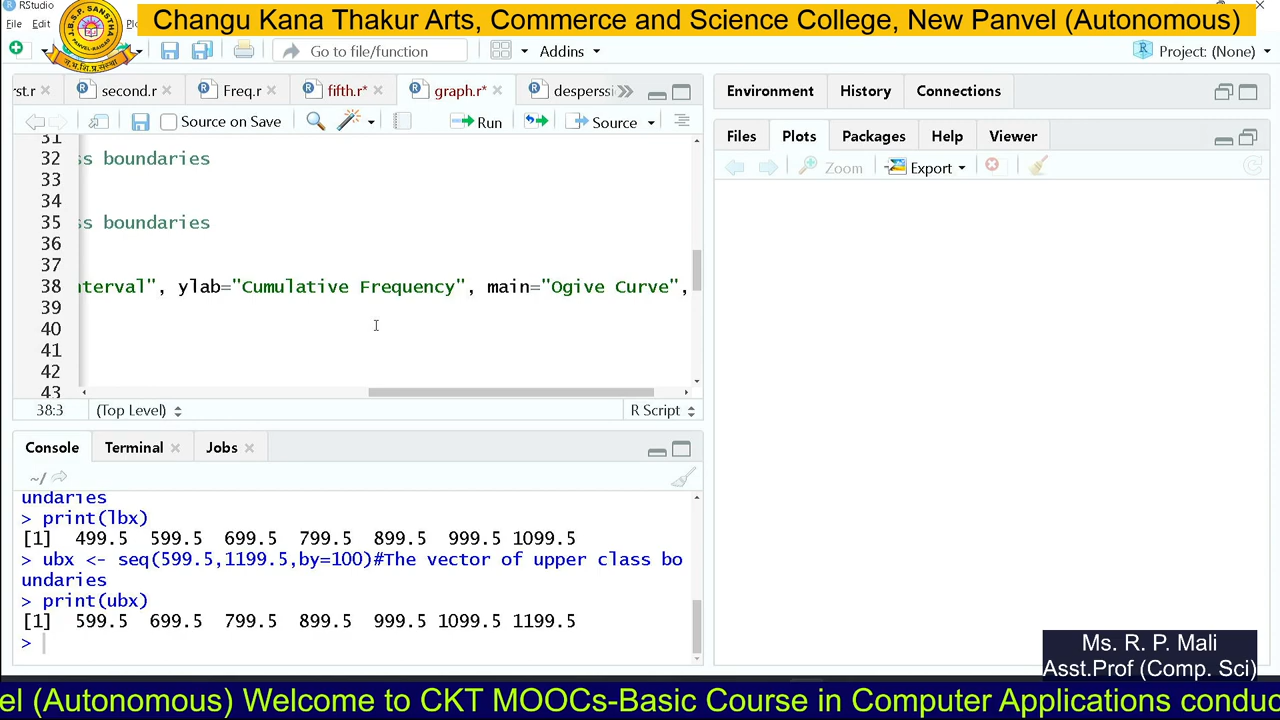 RStudio
Changu Kana Thakur Arts, Commerce and Science College, New Panvel (Autonomous)
File Edit
Go to file/function
Addins
Project: (None)
rst.r
second.r
Freq.r
fifth.r*
graph.r*
desperssi
Source on Save
Run
Source
31
32 ss boundaries
33
34
35 ss boundaries
36
37
38 nterval", ylab="Cumulative Frequency", main="Ogive Curve",
39
40
41
42
43
38:3 (Top Level) R Script
Console Terminal Jobs
~/
undaries
> print(lbx)
[1] 499.5 599.5 699.5 799.5 899.5 999.5 1099.5
> ubx <- seq(599.5,1199.5,by=100)#The vector of upper class bo
undaries
> print(ubx)
[1] 599.5 699.5 799.5 899.5 999.5 1099.5 1199.5
>
Environment History Connections
Files Plots Packages Help Viewer
Zoom Export
Ms. R. P. Mali
Asst.Prof (Comp. Sci)
el (Autonomous) Welcome to CKT MOOCs-Basic Course in Computer Applications conduc